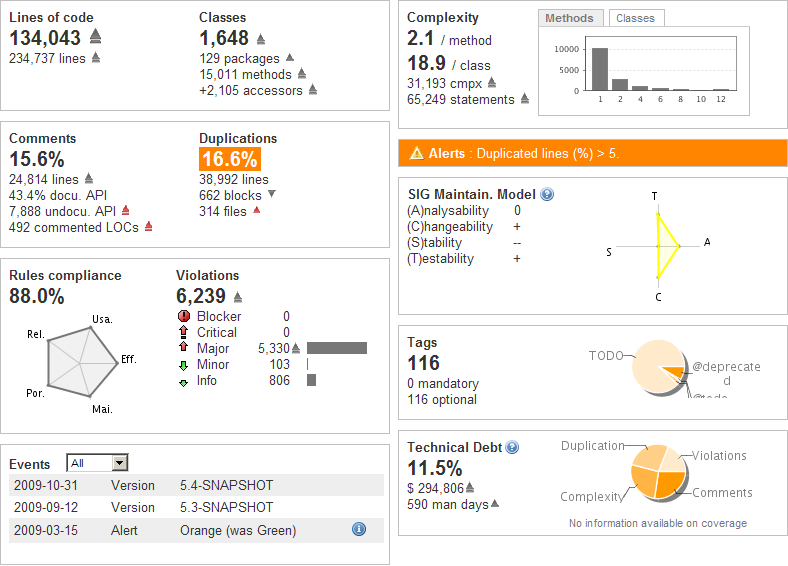 Lines of code
134,043
234,737 lines
Classes
1,648
129 packages
15,011 methods
+2,105 accessors
Comments
15.6%
24,814 lines
43.4% docu. API
7,888 undocu. API
492 commented LOCs
Duplications
16.6%
38,992 lines
662 blocks
314 files
Rules compliance
88.0%
Usa.
Rel.
Eff.
Por.
Mai.
Violations
6,239
Blocker 0
Critical 0
Major 5,330
Minor 103
Info 806
Events All
2009-10-31 Version 5.4-SNAPSHOT
2009-09-12 Version 5.3-SNAPSHOT
2009-03-15 Alert Orange (was Green)
Complexity
2.1 / method
18.9 / class
31,193 cmpx
65,249 statements
Methods Classes
10000
5000
0
1 2 4 6 8 10 12
Alerts : Duplicated lines (%) > 5.
SIG Maintain. Model ?
(A)nalysability 0
(C)hangeability +
(S)tability --
(T)estability +
T
A
S
C
Tags
116
0 mandatory
116 optional
TODO
@deprecate
d
@todo
Technical Debt ?
11.5%
$ 294,806
590 man days
Duplication
Violations
Complexity
Comments
No information available on coverage